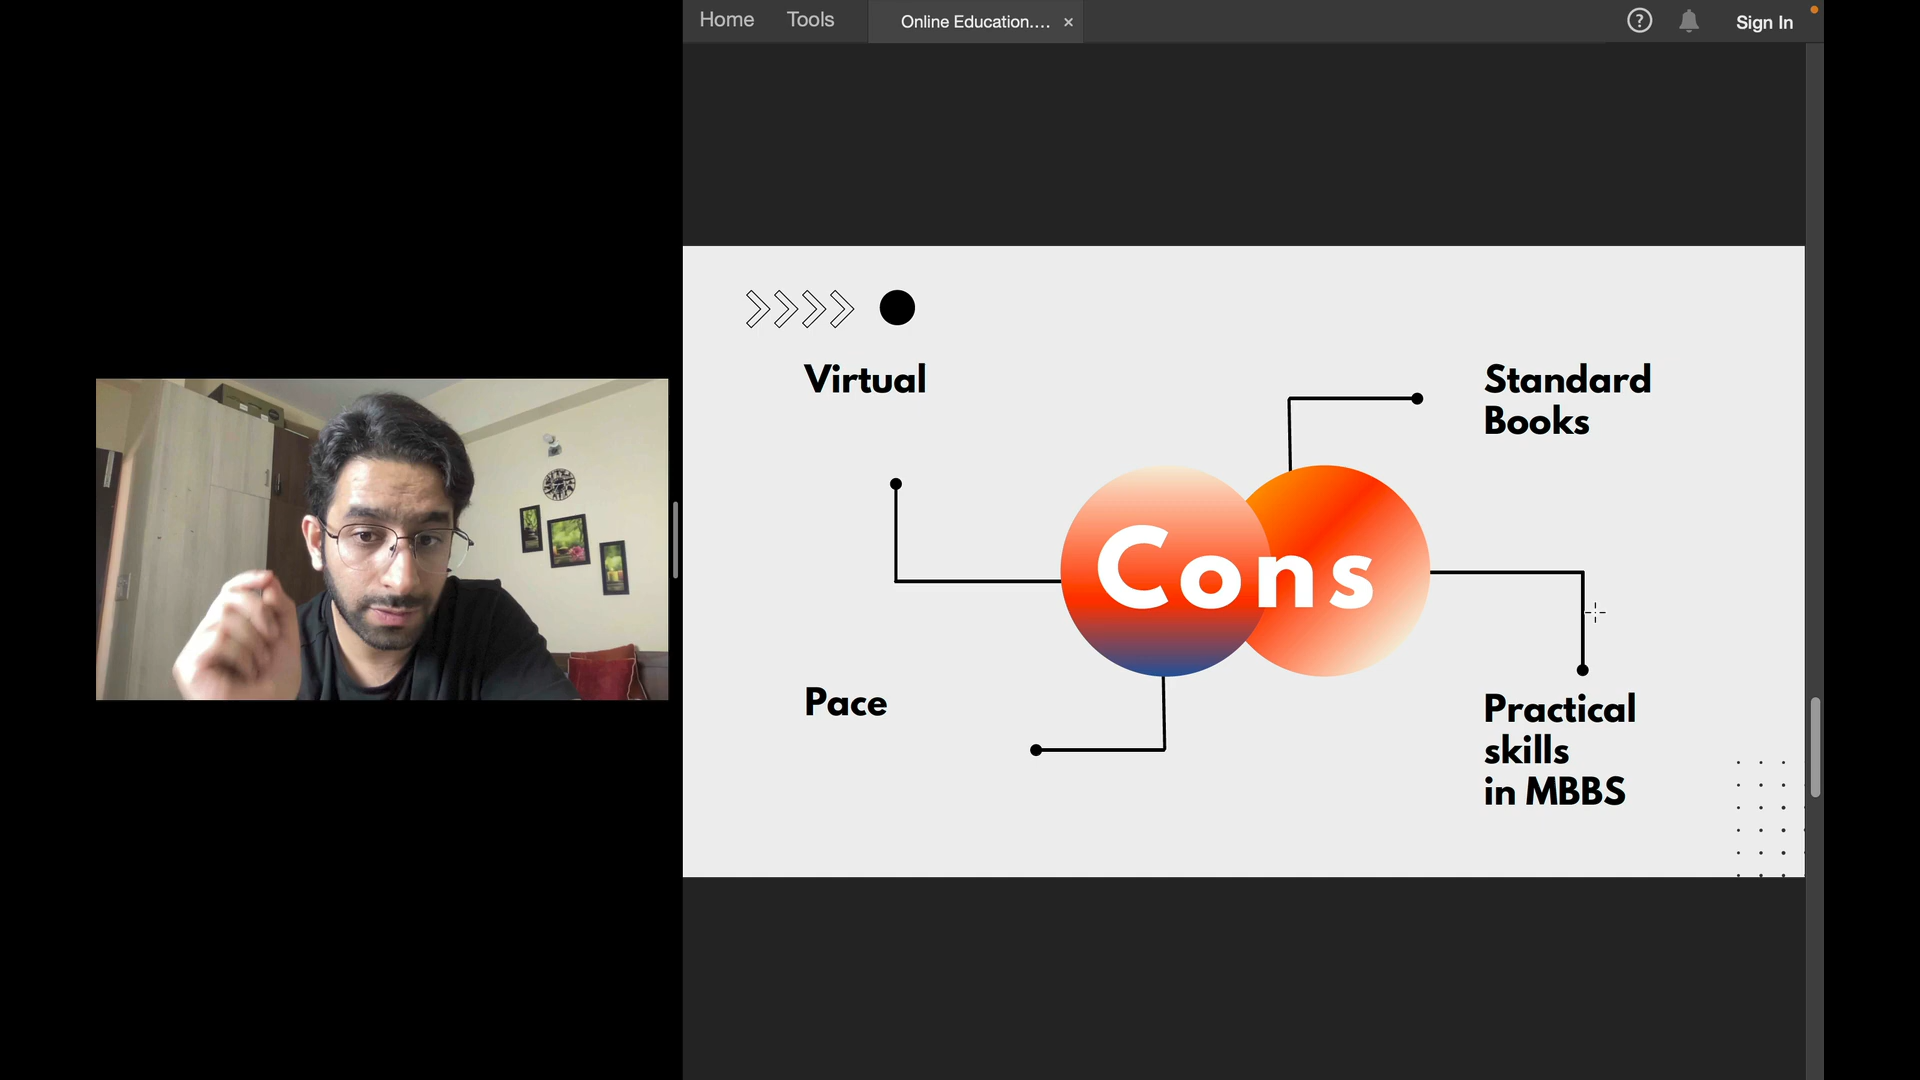 Home Tools Online Education.... × ? Sign In
Virtual
Standard
Books
Cons
Pace
Practical
skills
in MBBS